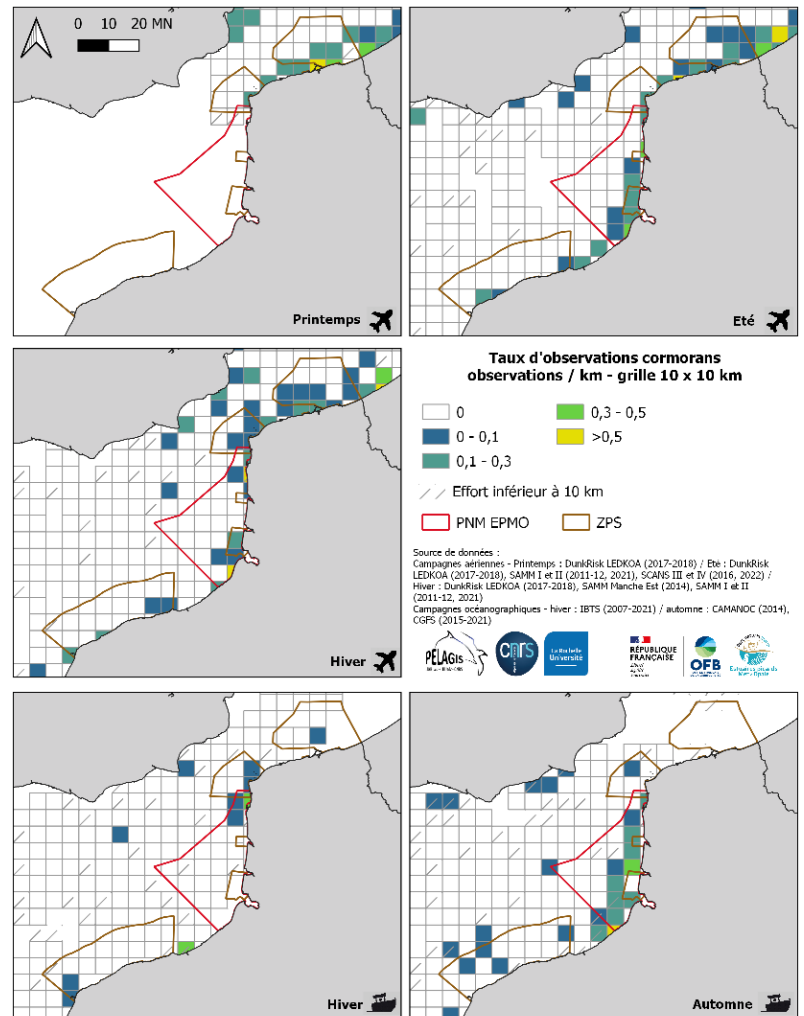 0 10 20 MN
Printemps
Eté
Hiver
Taux d'observations cormorans
observations / km - grille 10 x 10 km
0
0,3 - 0,5
0 - 0,1
>0,5
0,1 - 0,3
Effort inférieur à 10 km
PNM EPMO
ZPS
Source de données :
Campagnes aériennes - Printemps : DunkRisk LEDKOA (2017-2018) / Eté : DunkRisk
LEDKOA (2017-2018), SAMM I et II (2011-12, 2021), SCANS III et IV (2016, 2022) /
Hiver : DunkRisk LEDKOA (2017-2018), SAMM Manche Est (2014), SAMM I et II
(2011-12, 2021)
Campagnes océanographiques - hiver : IBTS (2007-2021) / automne : CAMANOC (2014),
CGFS (2015-2021)
PELAGIS
cnrs
La Rochelle
Université
RÉPUBLIQUE
FRANÇAISE
OFB
Hiver
Automne